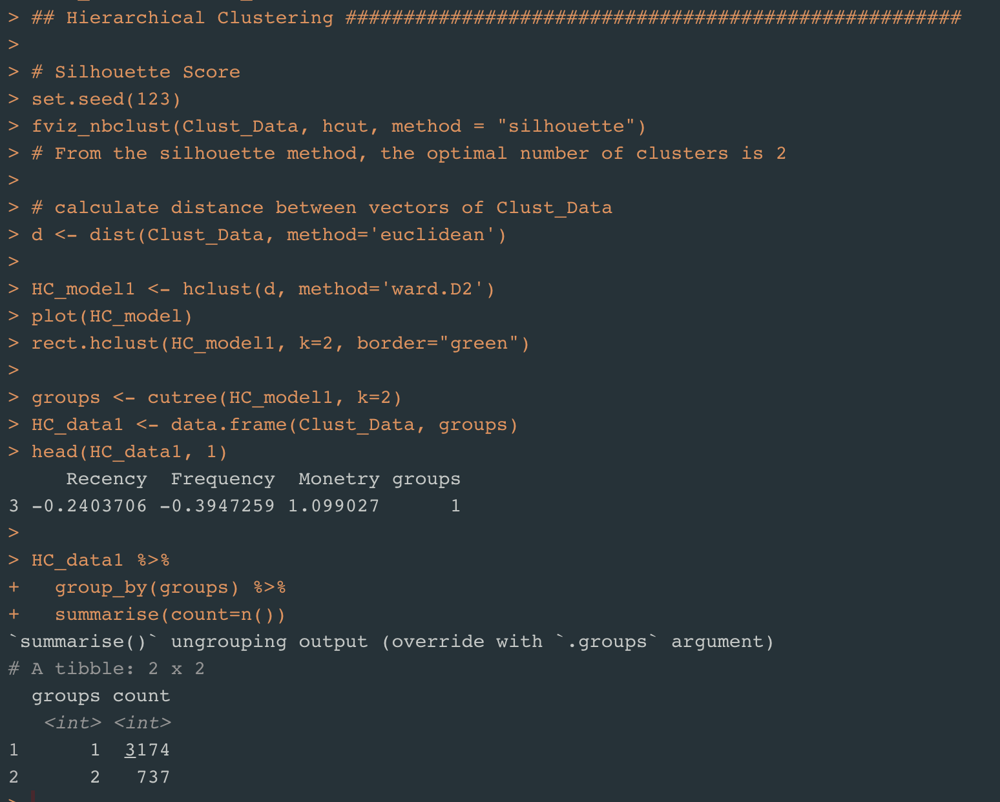 > ## Hierarchical Clustering #####################################################
>
> # Silhouette Score
> set.seed(123)
> fviz_nbclust(Clust_Data, hcut, method = "silhouette")
> # From the silhouette method, the optimal number of clusters is 2
>
> # calculate distance between vectors of Clust_Data
> d <- dist(Clust_Data, method='euclidean')
>
> HC_model1 <- hclust(d, method='ward.D2')
> plot(HC_model)
> rect.hclust(HC_model1, k=2, border="green")
>
> groups <- cutree(HC_model1, k=2)
> HC_data1 <- data.frame(Clust_Data, groups)
> head(HC_data1, 1)
     Recency  Frequency  Monetry groups
3 -0.2403706 -0.3947259 1.099027      1
>
> HC_data1 %>%
+   group_by(groups) %>%
+   summarise(count=n())
`summarise()` ungrouping output (override with `.groups` argument)
# A tibble: 2 x 2
  groups count
   <int> <int>
1      1  3174
2      2   737
>